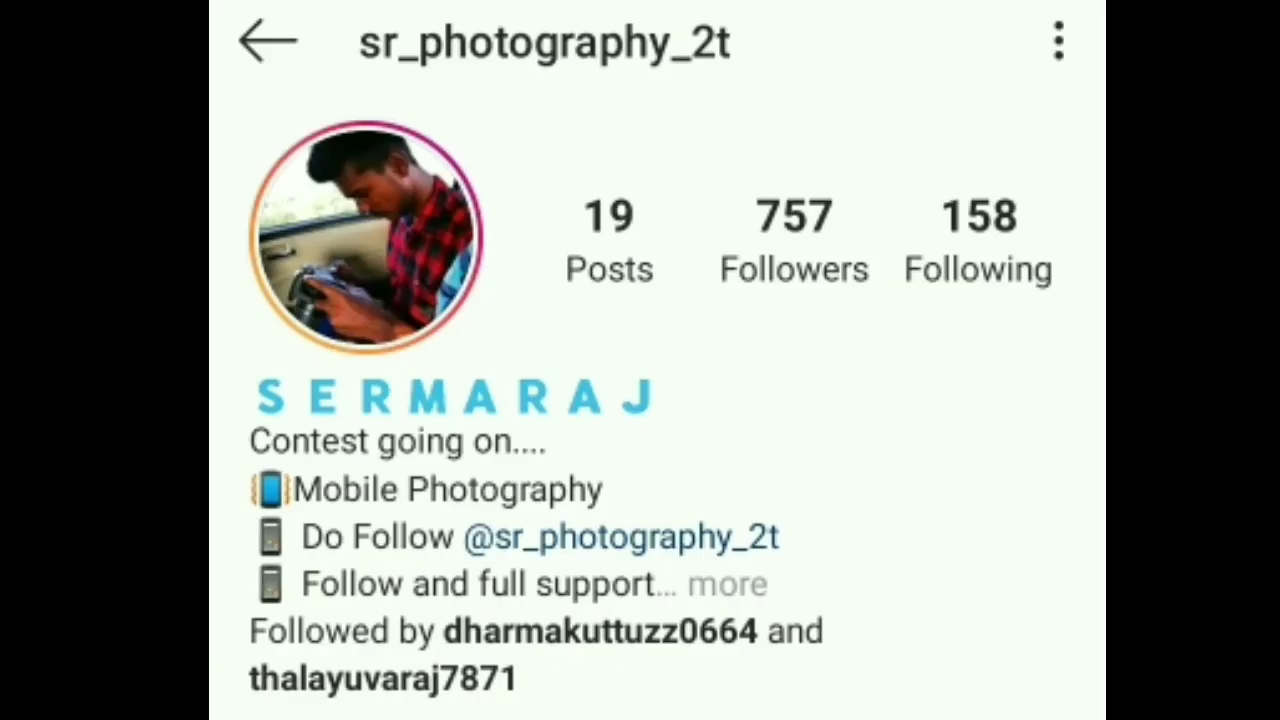 sr_photography_2t
19 757 158
Posts Followers Following
SERMARAJ
Contest going on....
Mobile Photography
Do Follow @sr_photography_2t
Follow and full support... more
Followed by dharmakuttuzz0664 and
thalayuvaraj7871